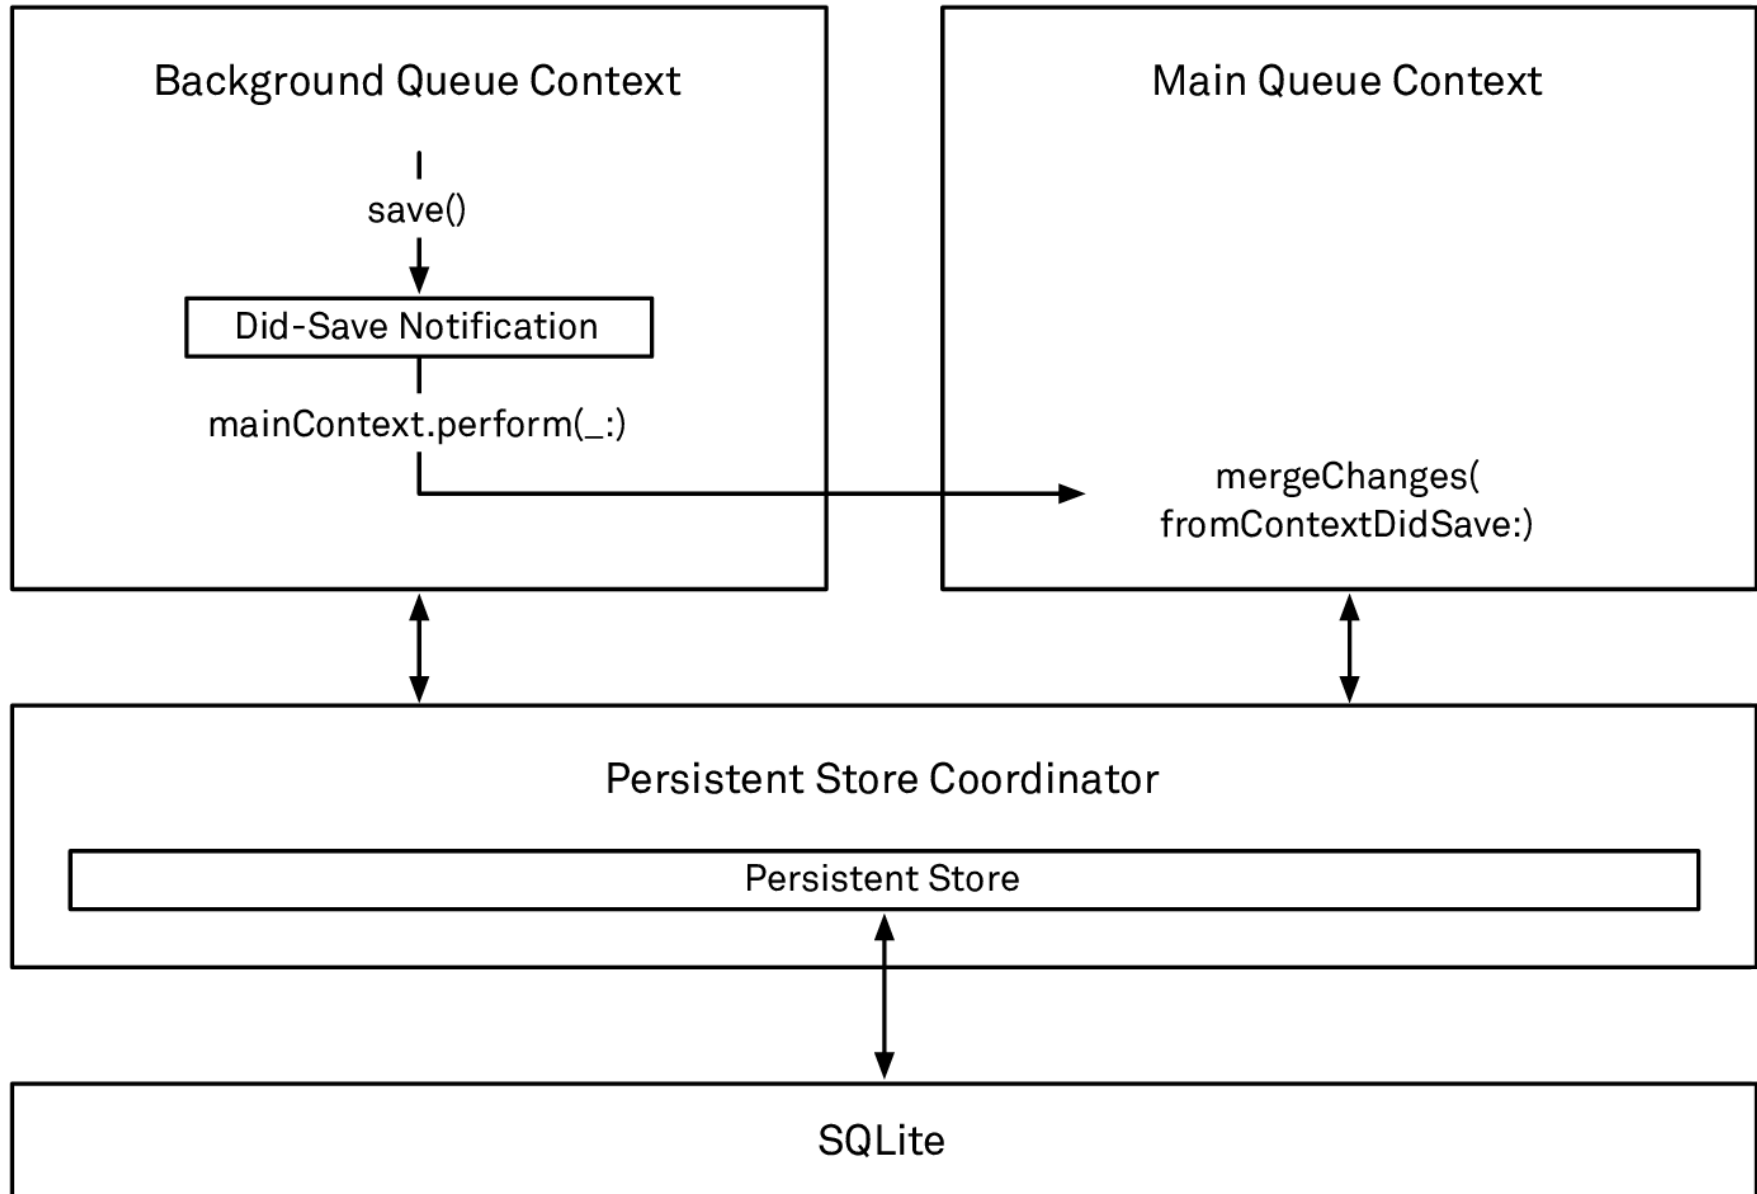 Background Queue Context
save()
Did-Save Notification
mainContext.perform(_:)
Main Queue Context
mergeChanges(
fromContextDidSave:)
Persistent Store Coordinator
Persistent Store
SQLite